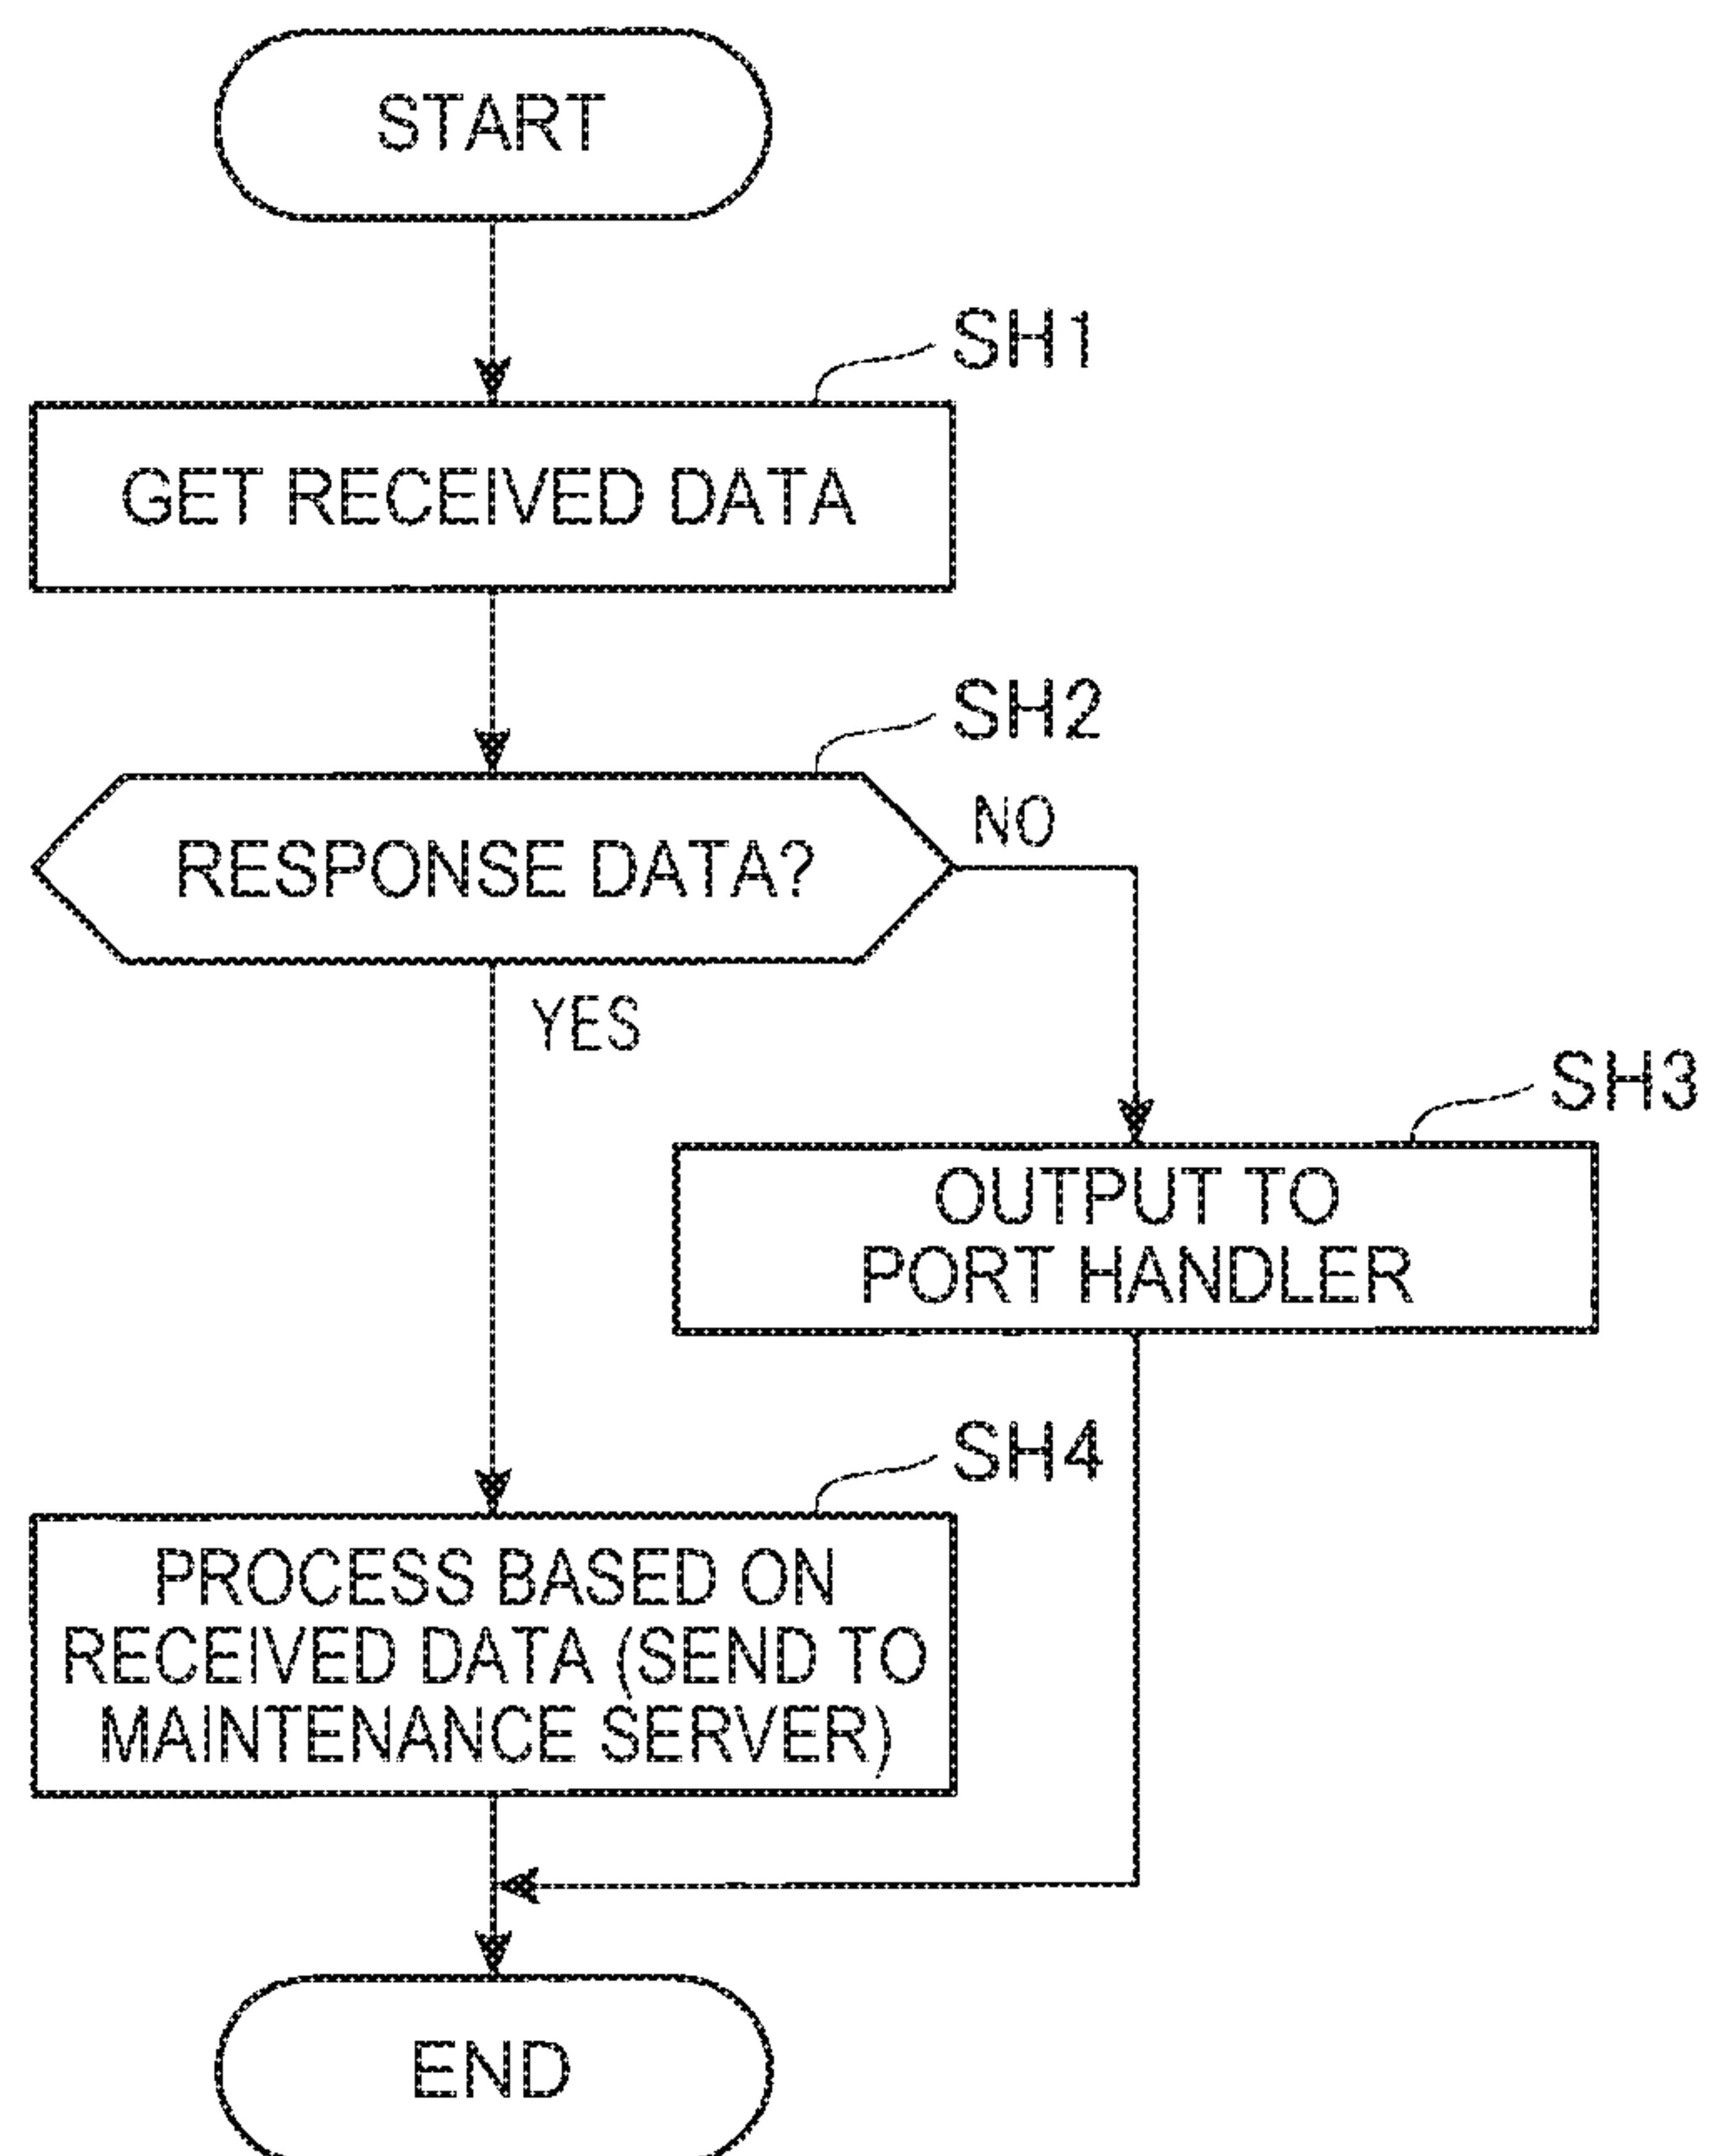 START
SH1
GET RECEIVED DATA
SH2
RESPONSE DATA?
NO
YES
SH3
OUTPUT TO
PORT HANDLER
SH4
PROCESS BASED ON
RECEIVED DATA (SEND TO
MAINTENANCE SERVER)
END